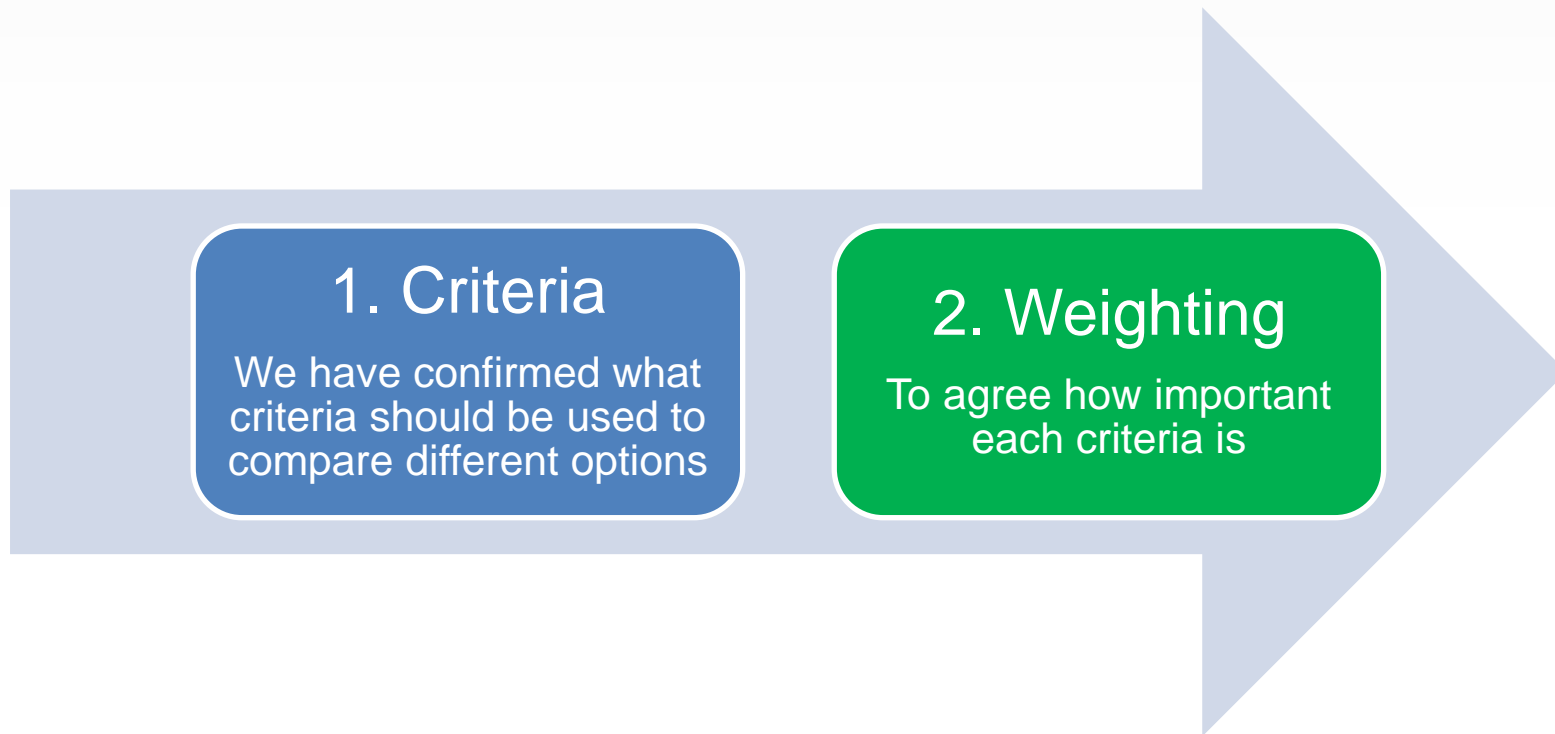 1. Criteria
We have confirmed what
criteria should be used to
compare different options
2. Weighting
To agree how important
each criteria is